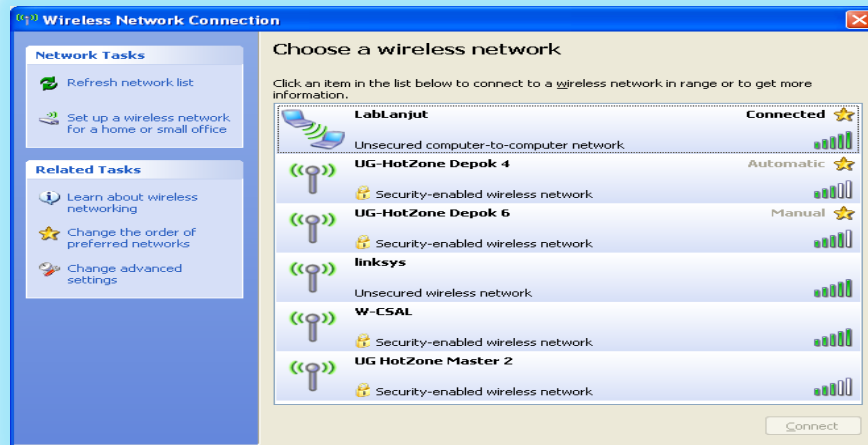 Wireless Network Connection
Network Tasks
Refresh network list
Set up a wireless network
for a home or small office
Related Tasks
Learn about wireless
networking
Change the order of
preferred networks
Change advanced
settings
Choose a wireless network
Click an item in the list below to connect to a wireless network in range or to get more
information.
LabLanjut Connected
Unsecured computer-to-computer network
UG-HotZone Depok 4 Automatic
Security-enabled wireless network
UG-HotZone Depok 6 Manual
Security-enabled wireless network
linksys
Unsecured wireless network
W-CSAL
Security-enabled wireless network
UG HotZone Master 2
Security-enabled wireless network
Connect